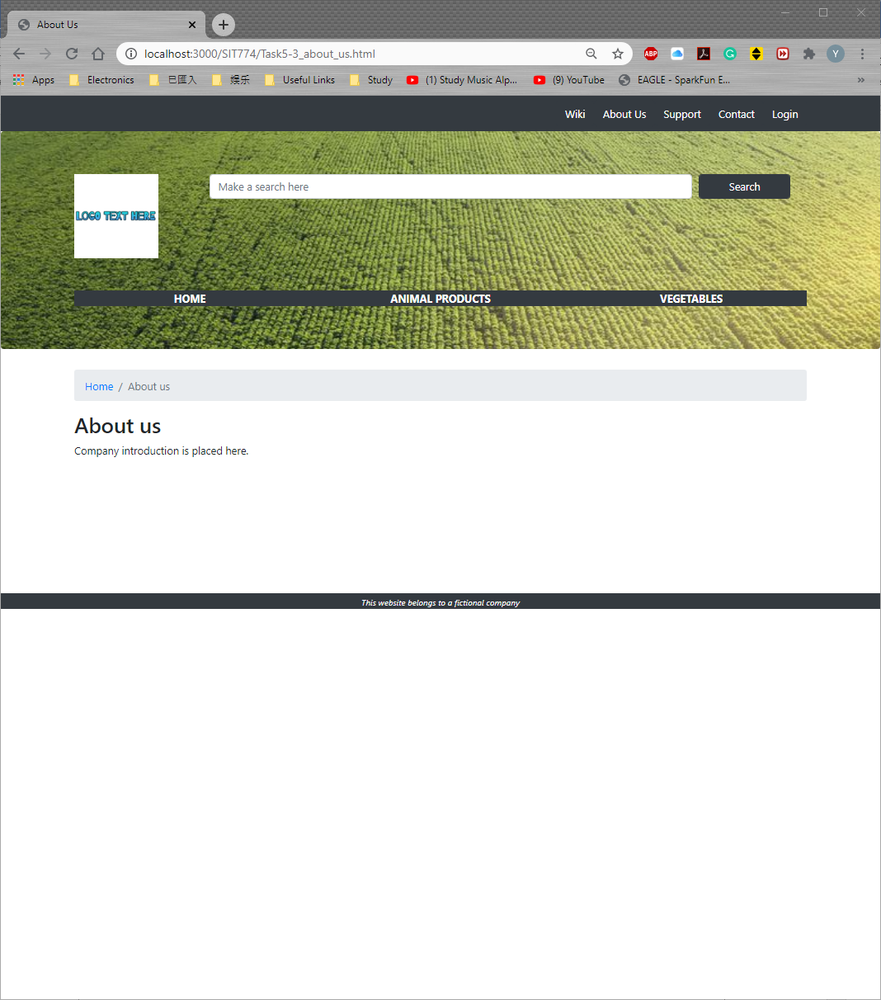 About Us
localhost:3000/SIT774/Task5-3_about_us.html
ABP
G
Y
Apps Electronics 已匯入 娱乐 Useful Links Study (1) Study Music Alp... (9) YouTube EAGLE - SparkFun E... »
Wiki About Us Support Contact Login
LOGO TEXT HERE
Make a search here Search
HOME ANIMAL PRODUCTS VEGETABLES
Home / About us
About us
Company introduction is placed here.
This website belongs to a fictional company